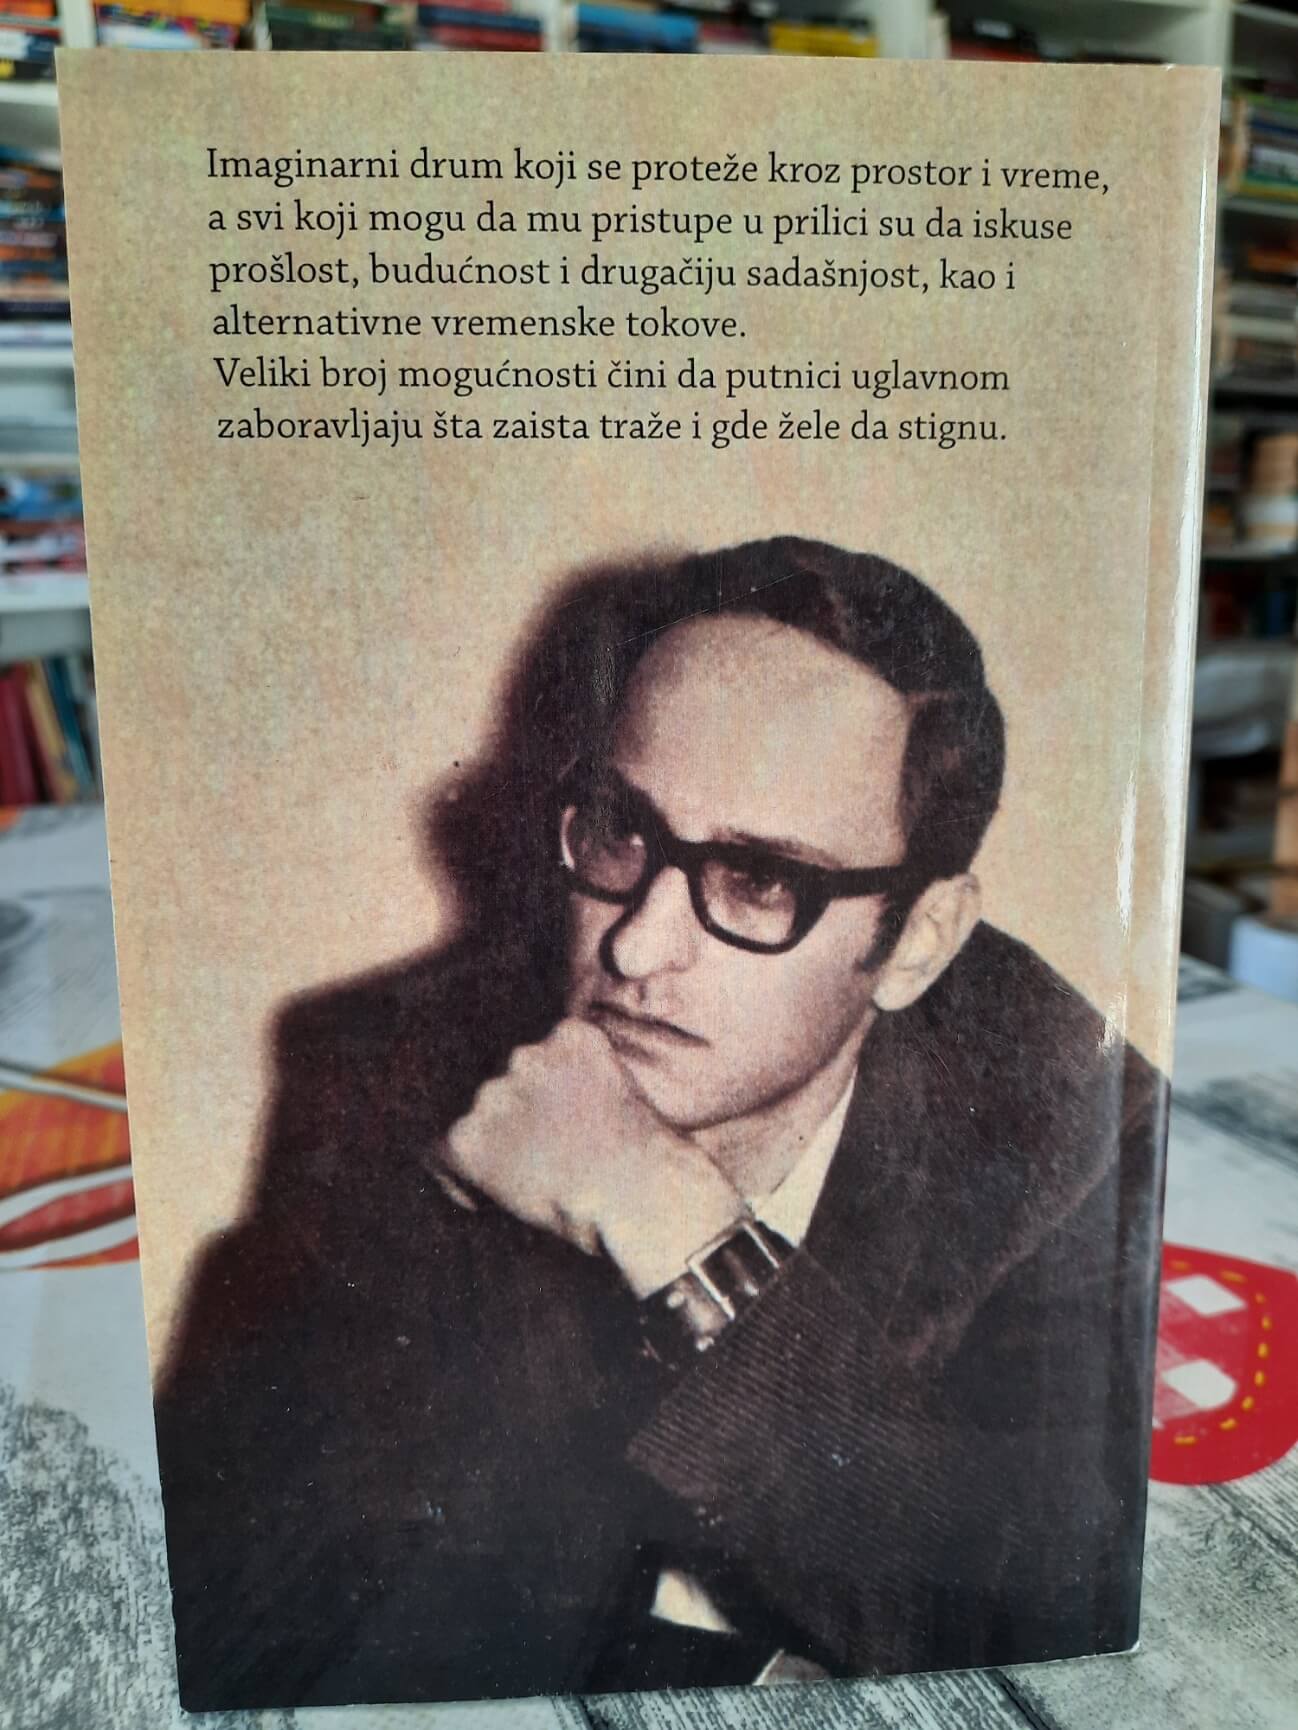 Imaginarni drum koji se proteže kroz prostor i vreme,
a svi koji mogu da mu pristupe u prilici su da iskuse
prošlost, budućnost i drugačiju sadašnjost, kao i
alternativne vremenske tokove.
Veliki broj mogućnosti čini da putnici uglavnom
zaboravljaju šta zaista traže i gde žele da stignu.